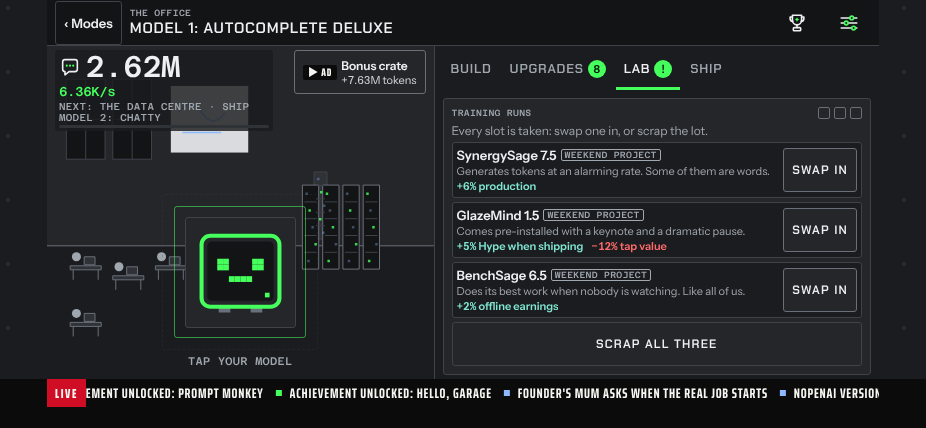 ‹ Modes
THE OFFICE
MODEL 1: AUTOCOMPLETE DELUXE
2.62M
6.36K/s
NEXT: THE DATA CENTRE · SHIP
MODEL 2: CHATTY
AD
Bonus crate
+7.63M tokens
TAP YOUR MODEL
BUILD
UPGRADES 8
LAB !
SHIP
TRAINING RUNS
Every slot is taken: swap one in, or scrap the lot.
SynergySage 7.5 WEEKEND PROJECT
Generates tokens at an alarming rate. Some of them are words.
+6% production
SWAP IN
GlazeMind 1.5 WEEKEND PROJECT
Comes pre-installed with a keynote and a dramatic pause.
+5% Hype when shipping −12% tap value
SWAP IN
BenchSage 6.5 WEEKEND PROJECT
Does its best work when nobody is watching. Like all of us.
+2% offline earnings
SWAP IN
SCRAP ALL THREE
LIVE EMENT UNLOCKED: PROMPT MONKEY ACHIEVEMENT UNLOCKED: HELLO, GARAGE FOUNDER'S MUM ASKS WHEN THE REAL JOB STARTS NOPENAI VERSION